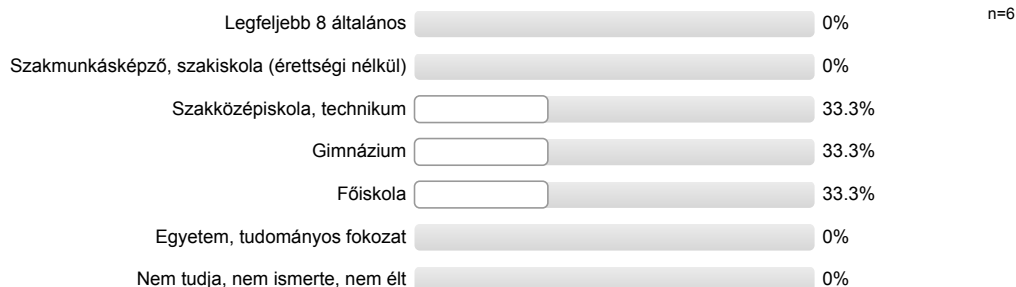 Legfeljebb 8 általános 0% n=6
Szakmunkásképző, szakiskola (érettségi nélkül) 0%
Szakközépiskola, technikum 33.3%
Gimnázium 33.3%
Főiskola 33.3%
Egyetem, tudományos fokozat 0%
Nem tudja, nem ismerte, nem élt 0%